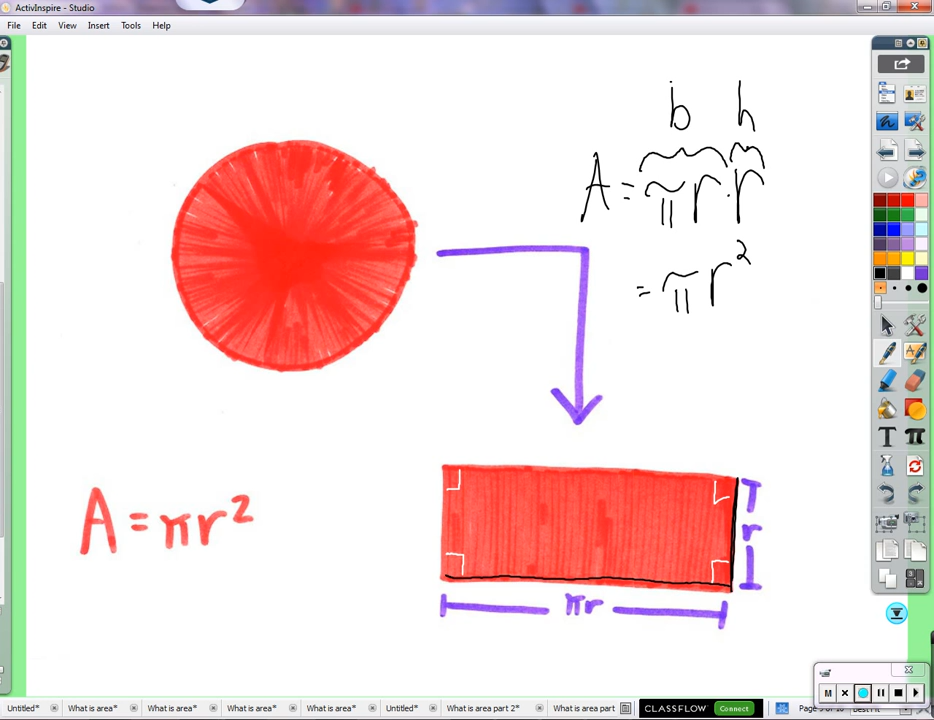 ActivInspire - Studio
File Edit View Insert Tools Help
b h
A = πr · r
= πr²
A = πr²
r
πr
M
Untitled* What is area* What is area* What is area* What is area* Untitled* What is area part 2* What is area part
CLASSFLOW Connect